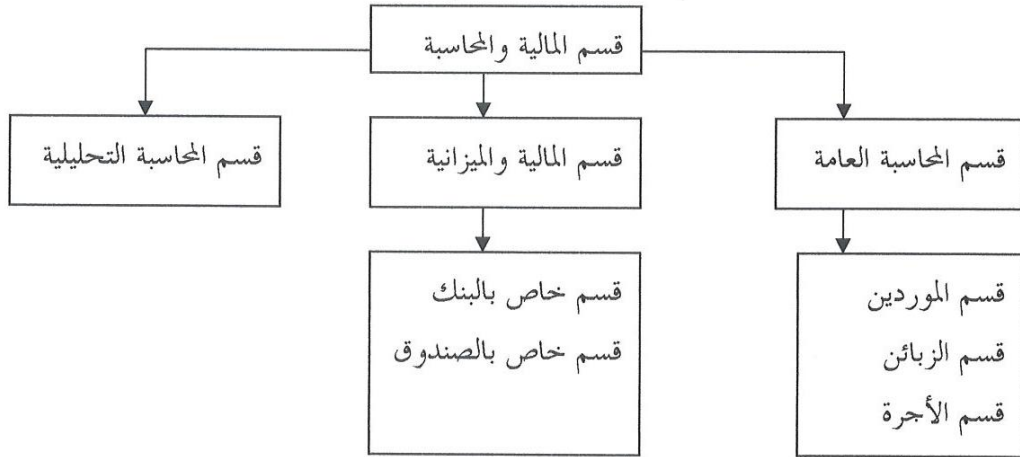 قسم المالية والمحاسبة
قسم المحاسبة العامة
قسم المالية والميزانية
قسم المحاسبة التحليلية
قسم الموردين
قسم الزبائن
قسم الأجرة
قسم خاص بالبنك
قسم خاص بالصندوق